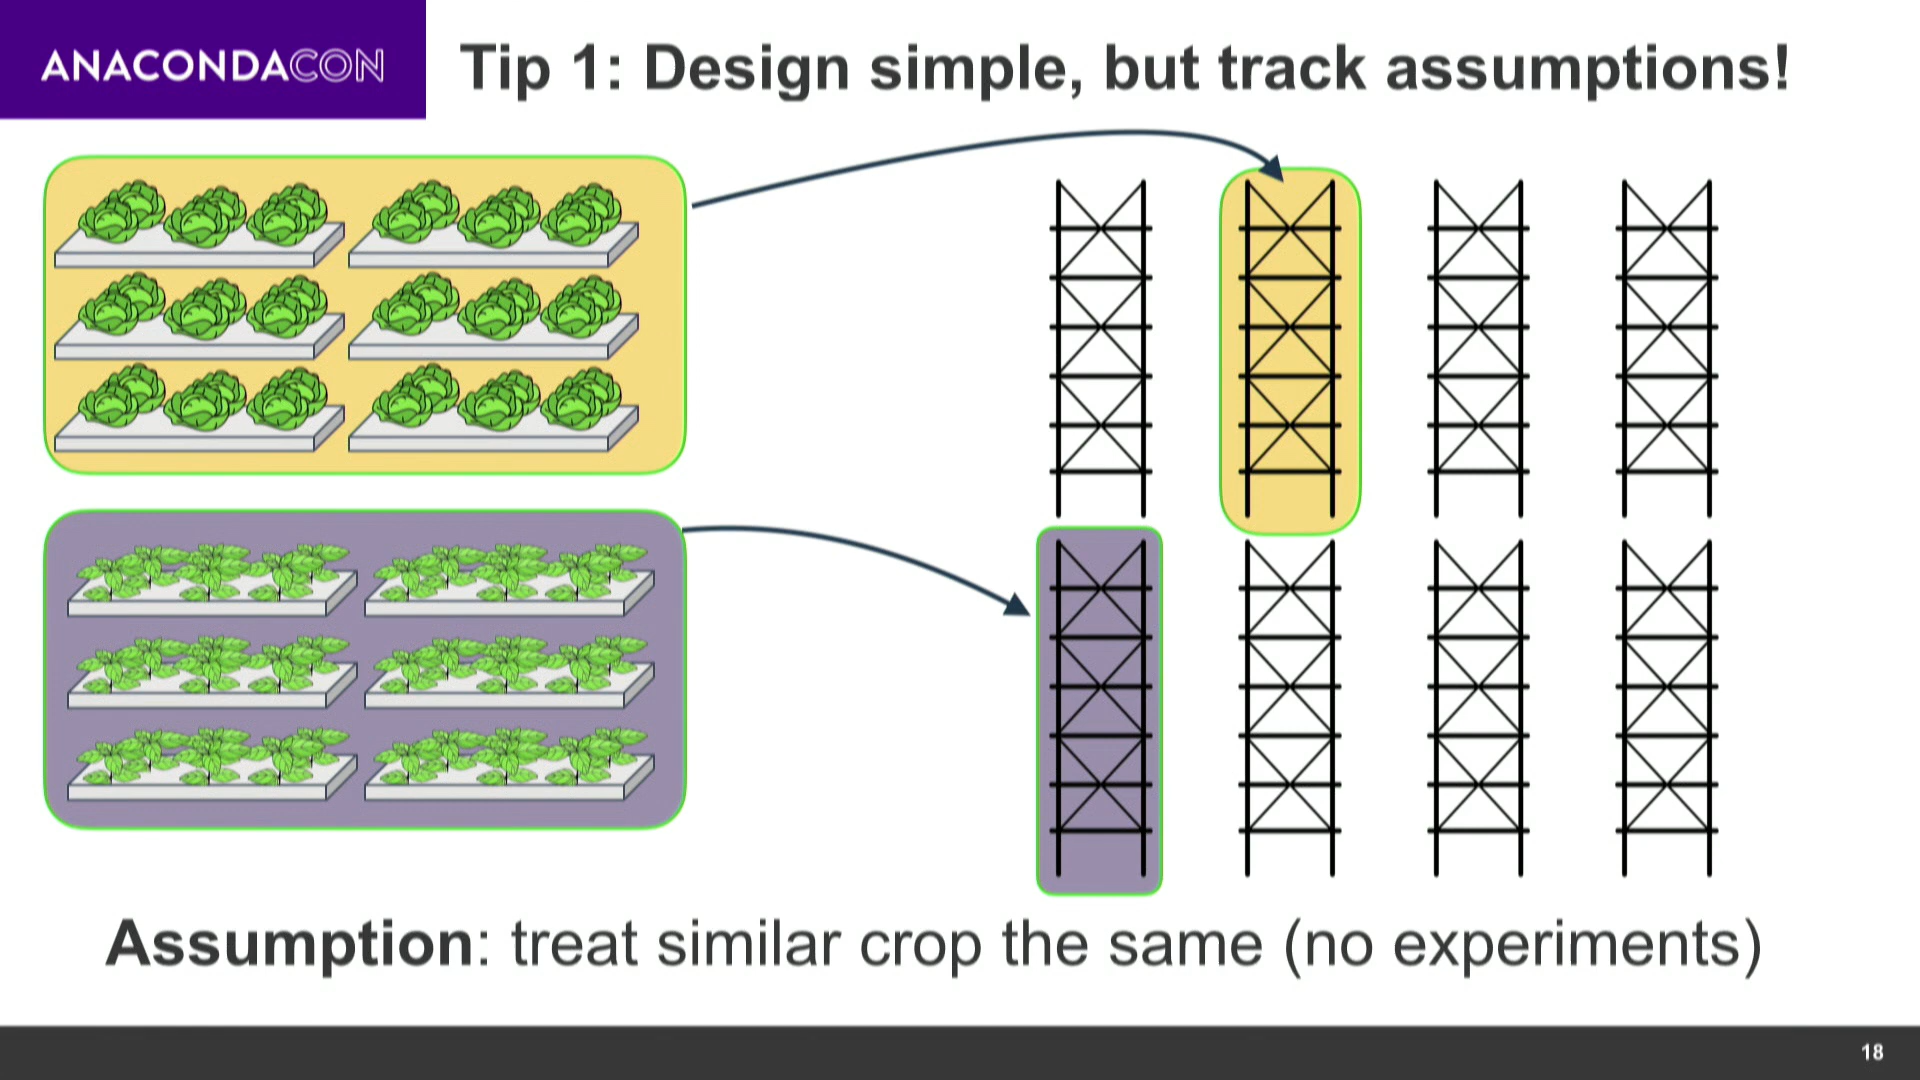 ANACONDACON
Tip 1: Design simple, but track assumptions!
Assumption: treat similar crop the same (no experiments)
18